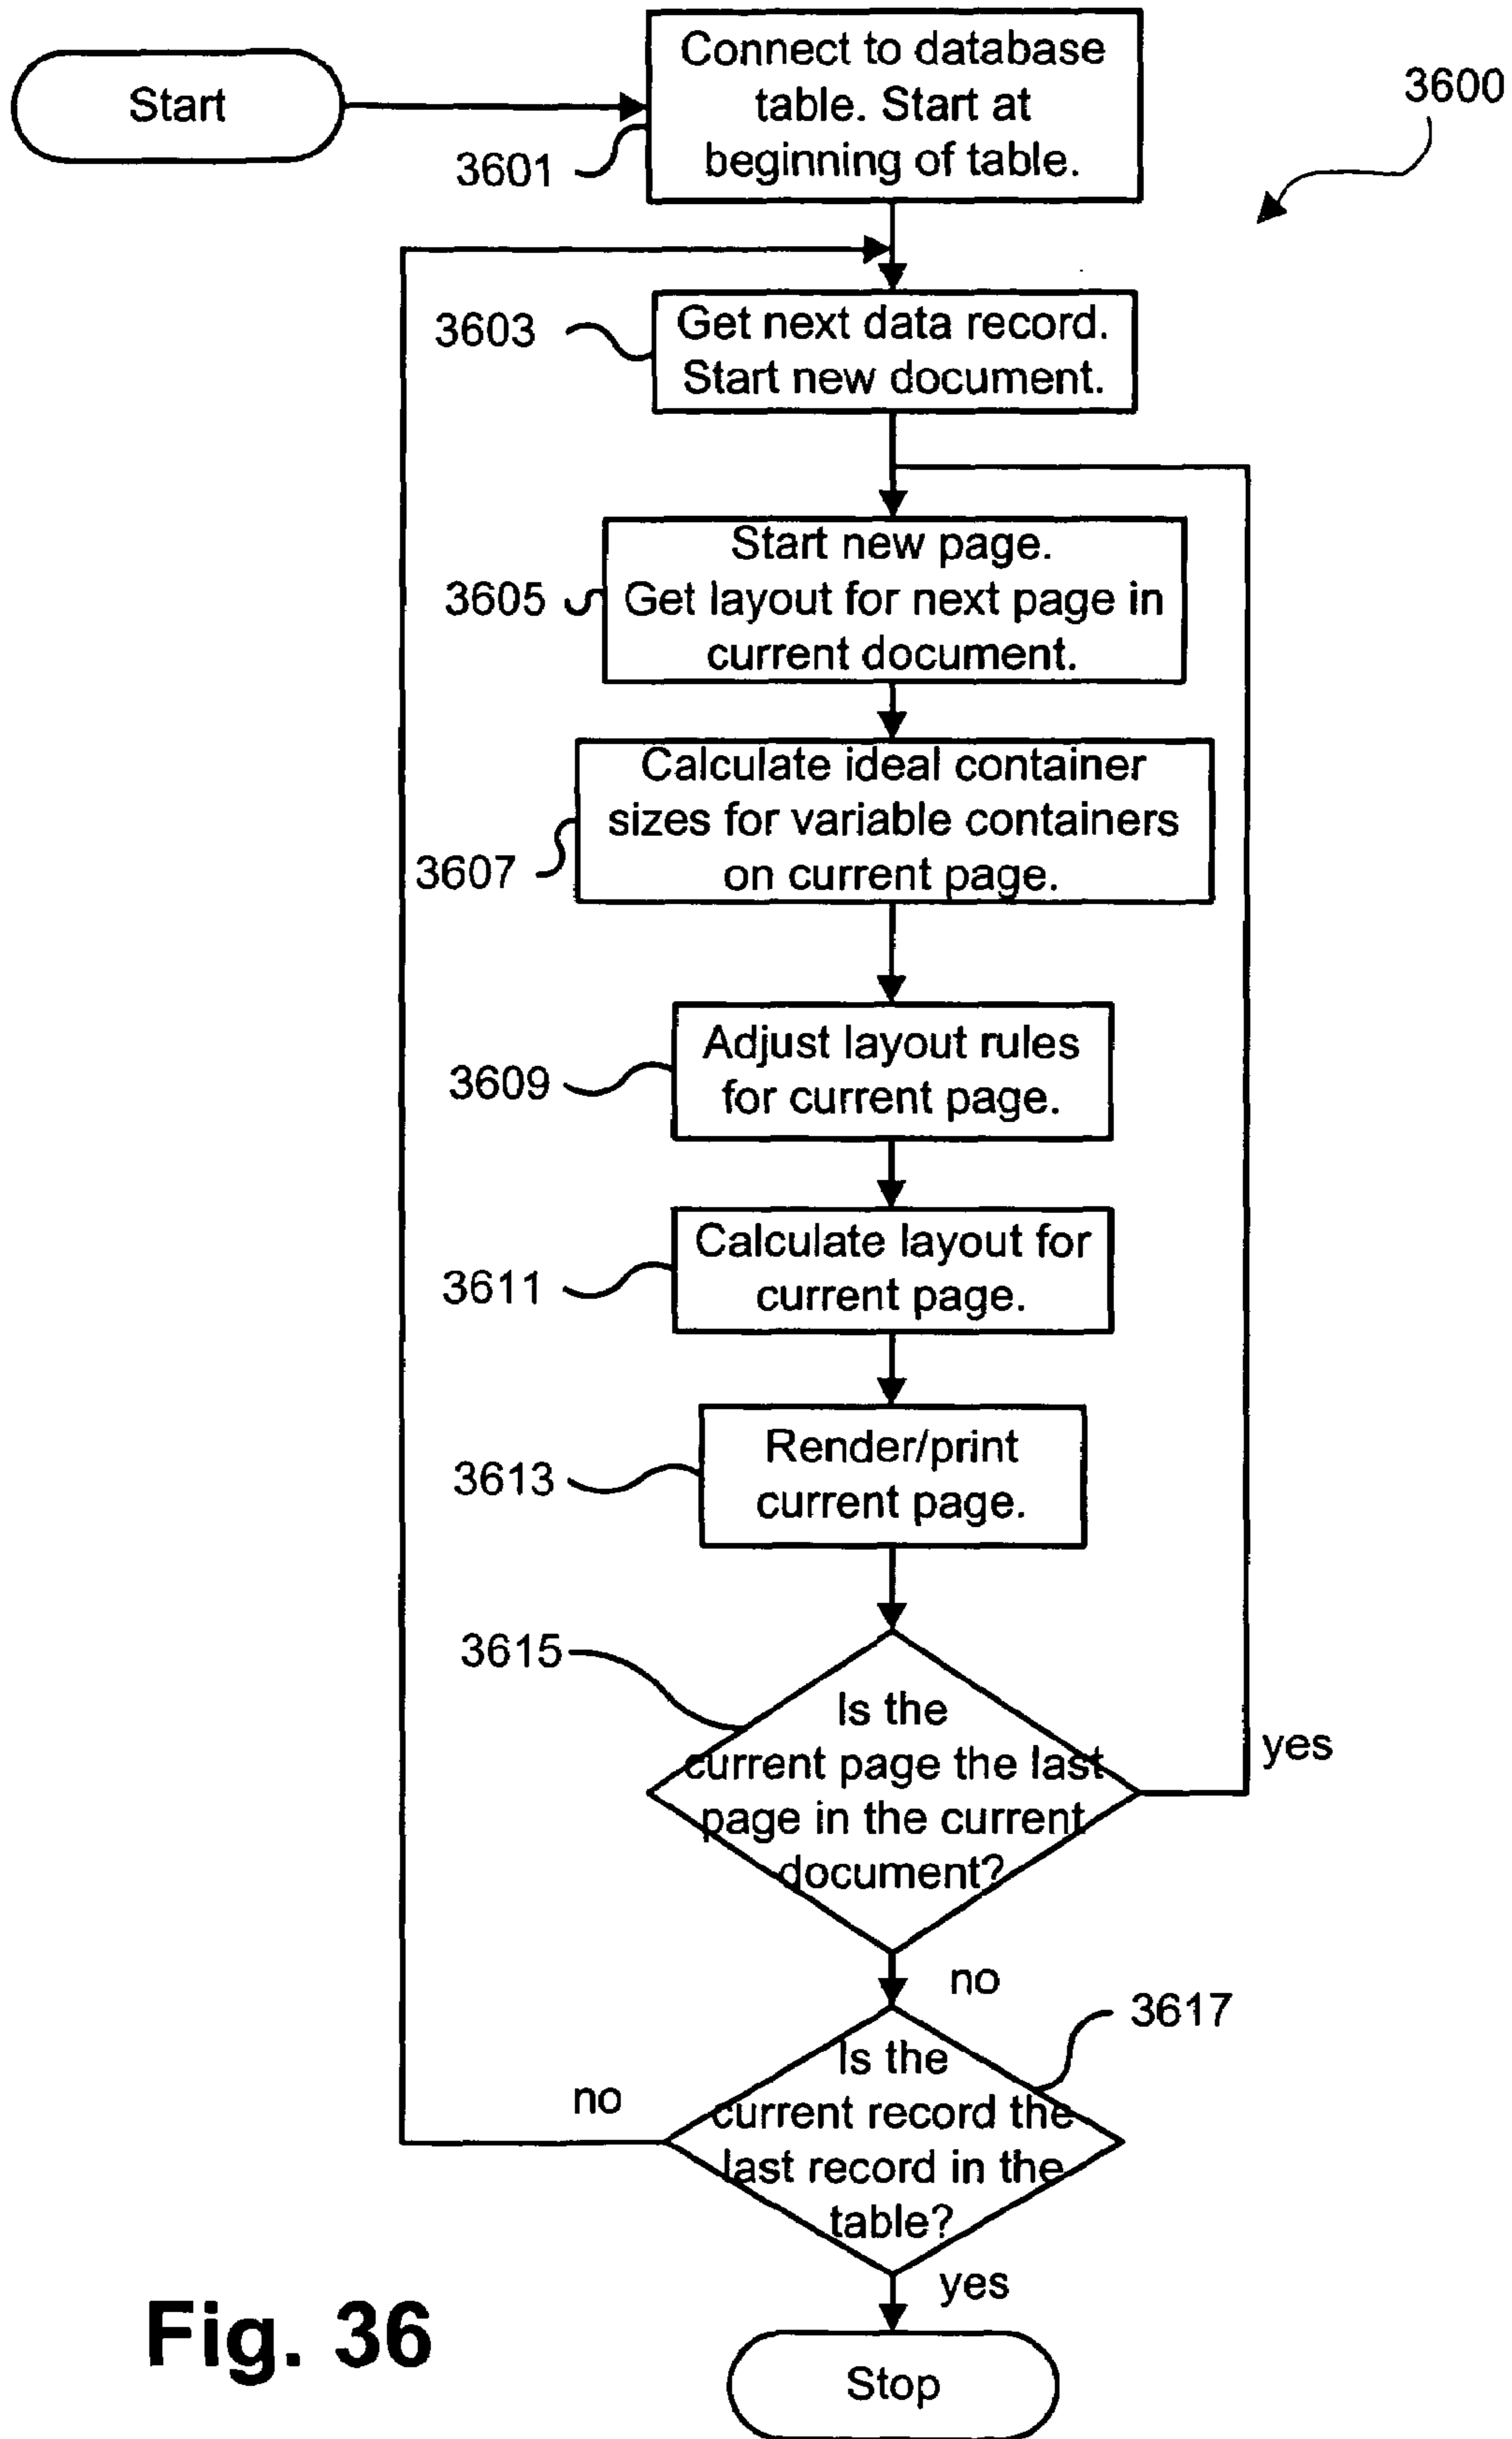 Start
Connect to database
table. Start at
beginning of table.
3600
3601
3603
Get next data record.
Start new document.
3605
Start new page.
Get layout for next page in
current document.
3607
Calculate ideal container
sizes for variable containers
on current page.
3609
Adjust layout rules
for current page.
3611
Calculate layout for
current page.
3613
Render/print
current page.
3615
Is the
current page the last
page in the current
document?
yes
no
3617
Is the
current record the
last record in the
table?
no
yes
Stop
Fig. 36